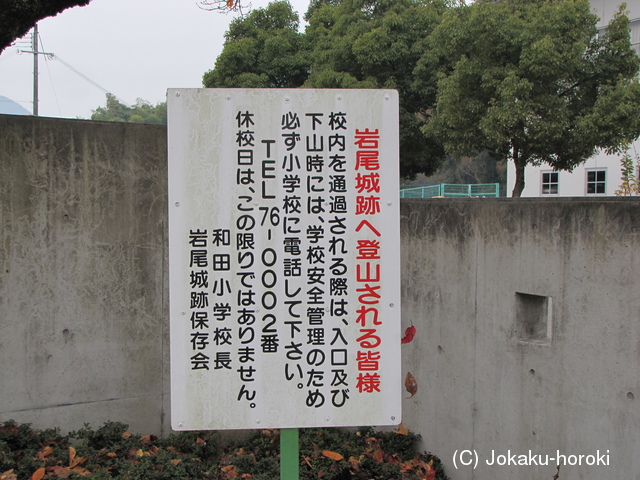 岩尾城跡へ登山される皆様
校内を通過される際は、入口及び
下山時には、学校安全管理のため
必ず小学校に電話して下さい。
TEL 76-0002番
休校日は、この限りではありません。
和田小学校長
岩尾城跡保存会
(C) Jokaku-horoki